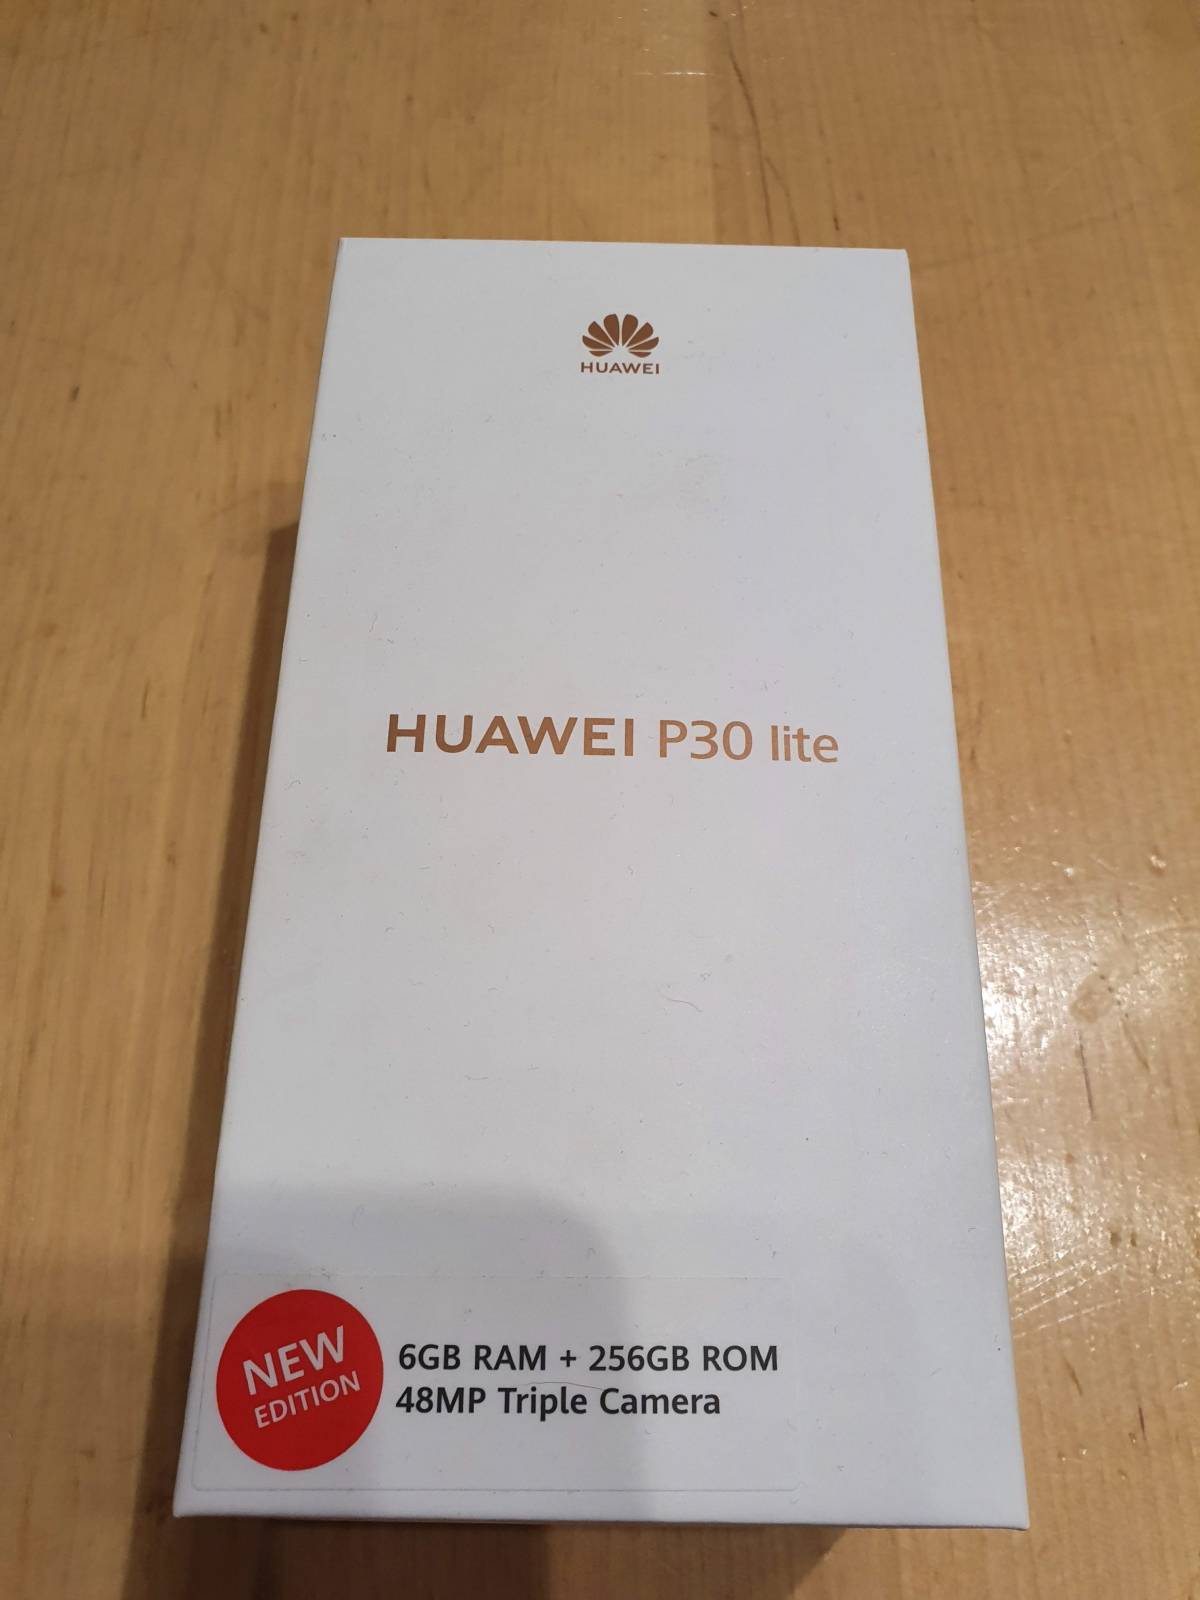 HUAWEI
HUAWEI P30 lite
NEW
EDITION
6GB RAM + 256GB ROM
48MP Triple Camera